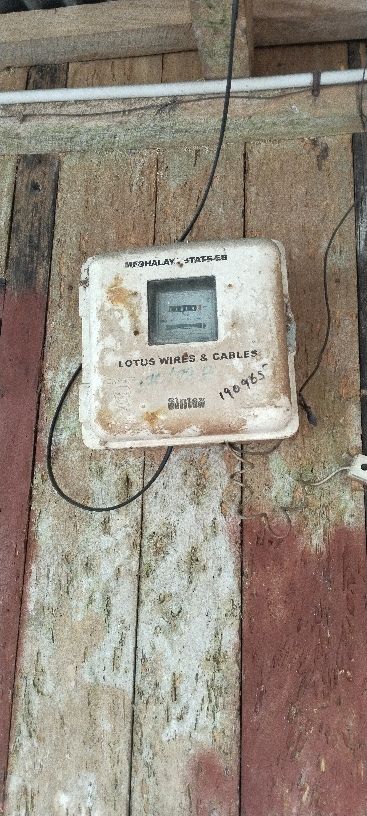 MEGHALAYA STATE EB
LOTUS WIRES & CABLES
Sintex
190985